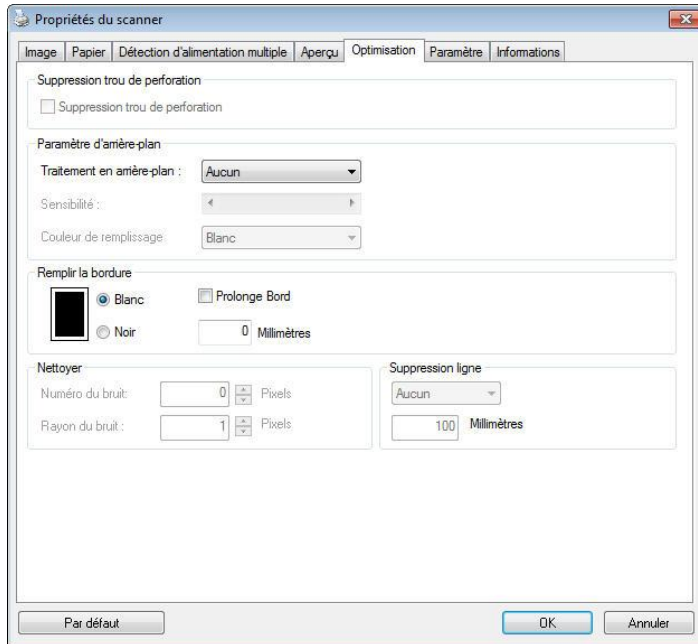 Propriétés du scanner
Image Papier Détection d'alimentation multiple Aperçu Optimisation Paramètre Informations
Suppression trou de perforation
Suppression trou de perforation
Paramètre d'arrière-plan
Traitement en arrière-plan : Aucun
Sensibilité :
Couleur de remplissage Blanc
Remplir la bordure
Blanc Prolonge Bord
Noir 0 Millimètres
Nettoyer Suppression ligne
Numéro du bruit: 0 Pixels Aucun
Rayon du bruit : 1 Pixels 100 Millimètres
Par défaut OK Annuler